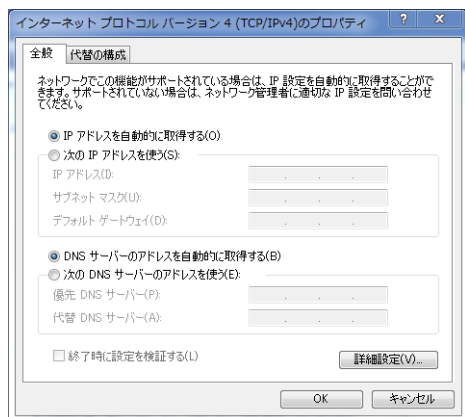 インターネット プロトコル バージョン 4 (TCP/IPv4)のプロパティ
全般
代替の構成
ネットワークでこの機能がサポートされている場合は、IP 設定を自動的に取得することがで
きます。サポートされていない場合は、ネットワーク管理者に適切な IP 設定を問い合わせ
てください。
IP アドレスを自動的に取得する(O)
次の IP アドレスを使う(S):
IP アドレス(I):
サブネット マスク(U):
デフォルト ゲートウェイ(D):
DNS サーバーのアドレスを自動的に取得する(B)
次の DNS サーバーのアドレスを使う(E):
優先 DNS サーバー(P):
代替 DNS サーバー(A):
終了時に設定を検証する(L)
詳細設定(V)...
OK
キャンセル